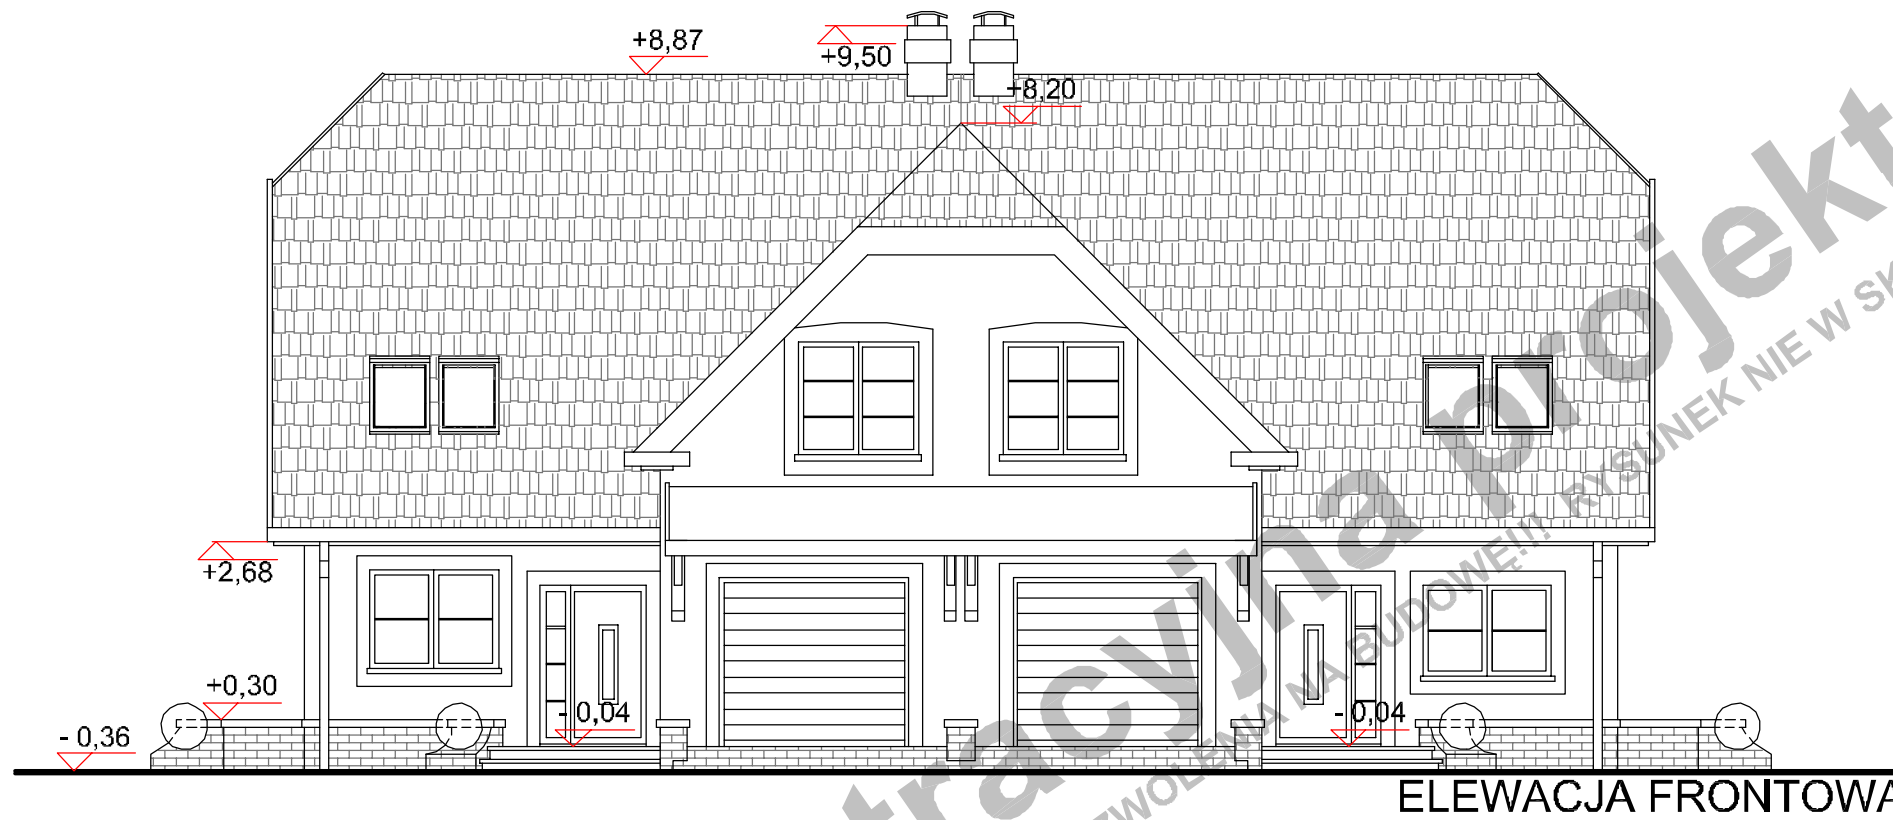 +8,87
+9,50
+8,20
+2,68
+0,30
- 0,36
- 0,04
- 0,04
tracyjna projekt
ZWOLENIA NA BUDOWĘ!!! RYSUNEK NIE W SK
ELEWACJA FRONTOWA